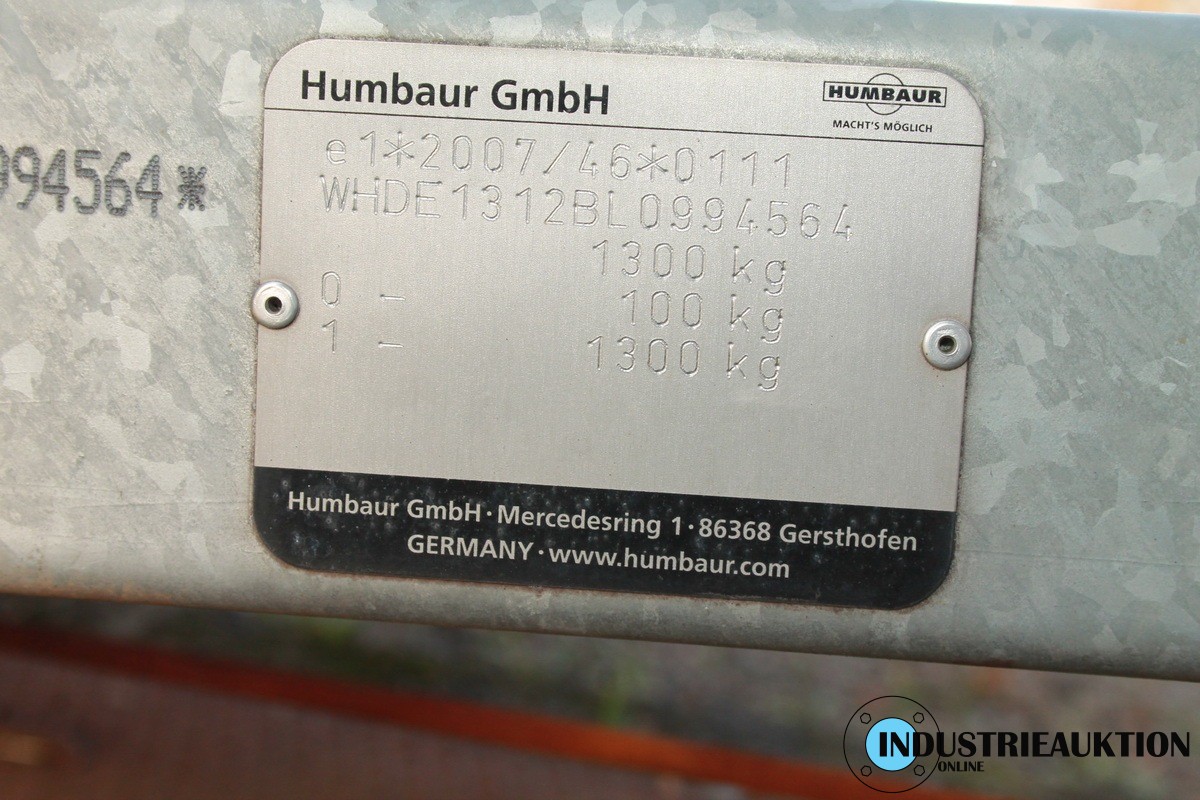 Humbaur GmbH
HUMBAUR
MACHT'S MÖGLICH
e1*2007/46*0111
WHDE1312BL0994564
1300 kg
0 - 100 kg
1 - 1300 kg
Humbaur GmbH · Mercedesring 1 · 86368 Gersthofen
GERMANY · www.humbaur.com
994564*
INDUSTRIEAUKTION
ONLINE